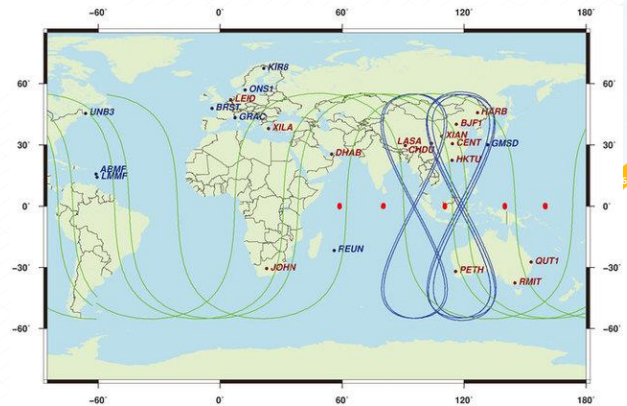 −60° 0° 60° 120° 180°
KIR8
60° 60°
ONS1
LEID
BRST
HARB
UNB3
GRAC
BJF1
XILA
XIAN
30° LASA CENT GMSD 30°
CHDU
DHAB
HKTU
ABMF
LMMF
0° 0°
REUN
QUT1
−30° JOHN PETH −30°
RMIT
−60° −60°
−60° 0° 60° 120° 180°